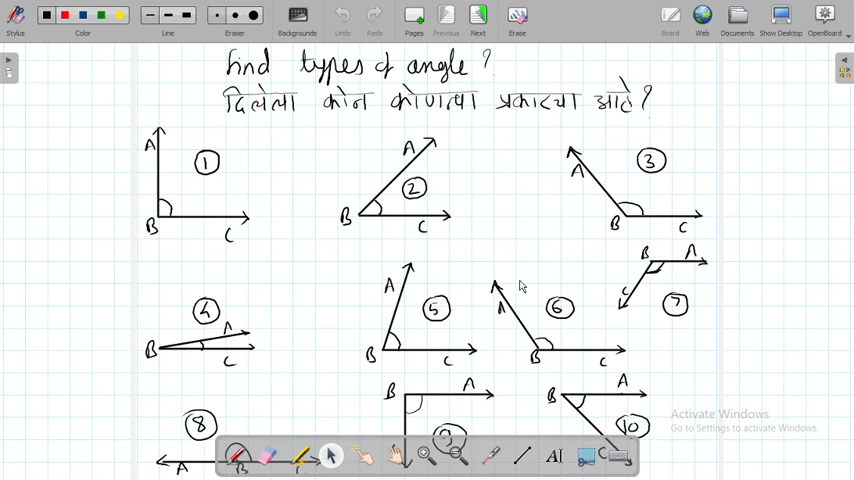 Color
Line
Eraser
Backgrounds
Undo
Redo
Pages
Previous
Next
Erase
Board
Web
Documents
Show Desktop
OpenBoard
find types of angle ?
दिलेला कोन कोणत्या प्रकारचा आहे ?
A
1
B
C
A
2
B
C
3
A
B
C
4
A
B
C
A
5
B
C
A
6
B
C
B
A
C
7
8
A
B
C
B
A
9
B
A
10
C
Activate Windows
Go to Settings to activate Windows.